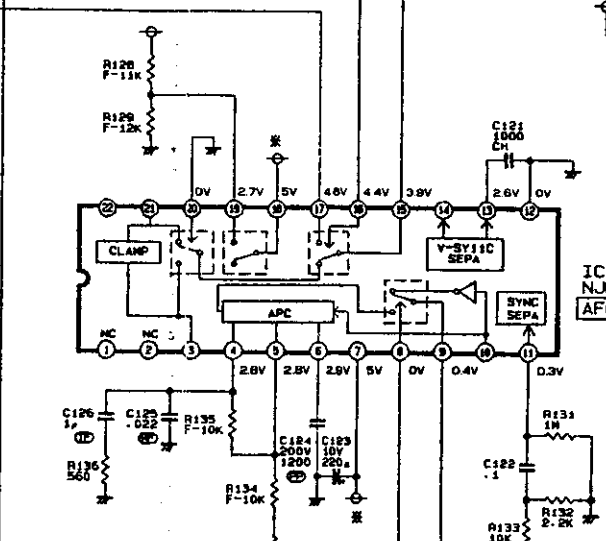 R128
F-11K
R129
F-12K
C121
1000
CH
※
0V
2.7V
5V
4.6V
4.4V
3.9V
2.6V
0V
22
21
20
19
18
17
16
15
14
13
12
CLAMP
SEPA
IC
NJ
AF
APC
SYNC
SEPA
NC
NC
1
2
3
4
5
6
7
8
9
10
11
2.8V
2.8V
2.9V
5V
0V
0.4V
0.3V
C126
C125
.022
R135
F-10K
C124
200V
1200
PP
C123
10V
R131
1M
R136
560
R134
F-10K
C122
.1
※
R133
10K
R132
2.2K